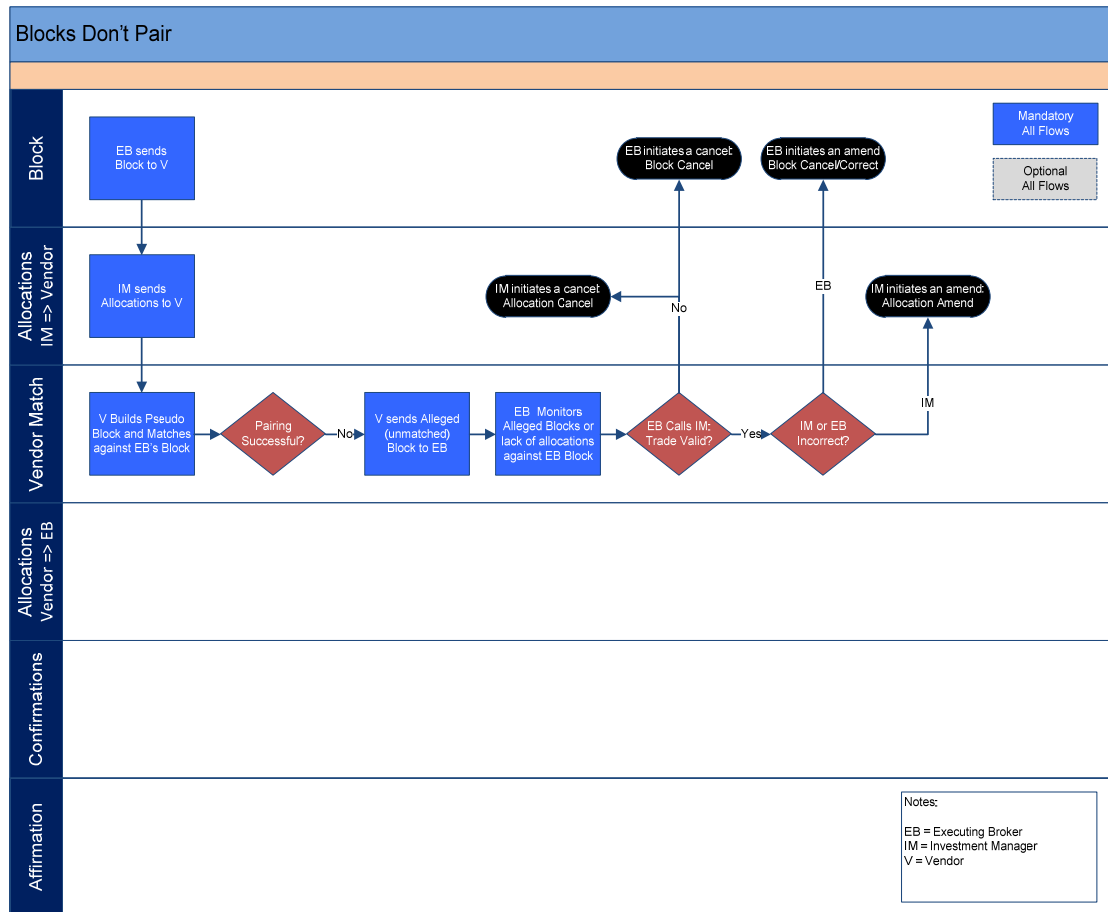 Blocks Don't Pair
Block
EB sends
Block to V
EB initiates a cancel:
Block Cancel
EB initiates an amend
Block Cancel/Correct
Mandatory
All Flows
Optional
All Flows
Allocations
IM => Vendor
IM sends
Allocations to V
IM initiates a cancel:
Allocation Cancel
No
EB
IM initiates an amend:
Allocation Amend
Vendor Match
V Builds Pseudo
Block and Matches
against EB's Block
Pairing
Successful?
No
V sends Alleged
(unmatched)
Block to EB
EB Monitors
Alleged Blocks or
lack of allocations
against EB Block
EB Calls IM:
Trade Valid?
Yes
IM or EB
Incorrect?
IM
Allocations
Vendor => EB
Confirmations
Affirmation
Notes:
EB = Executing Broker
IM = Investment Manager
V = Vendor